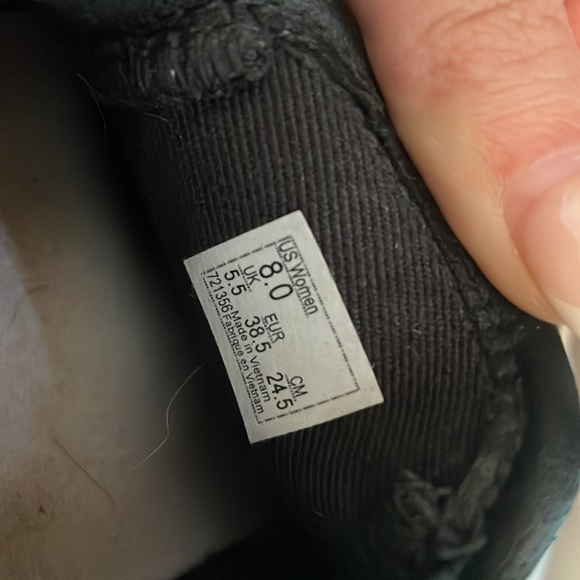 US Women
8.0
UK EUR CM
5.5 38.5 24.5
721356 Made in Vietnam
Fabrique en Vietnam